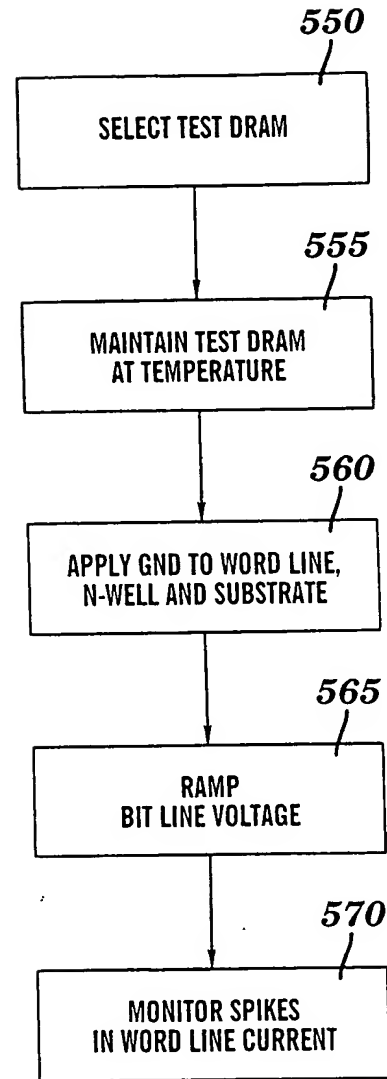 550
SELECT TEST DRAM
555
MAINTAIN TEST DRAM
AT TEMPERATURE
560
APPLY GND TO WORD LINE,
N-WELL AND SUBSTRATE
565
RAMP
BIT LINE VOLTAGE
570
MONITOR SPIKES
IN WORD LINE CURRENT